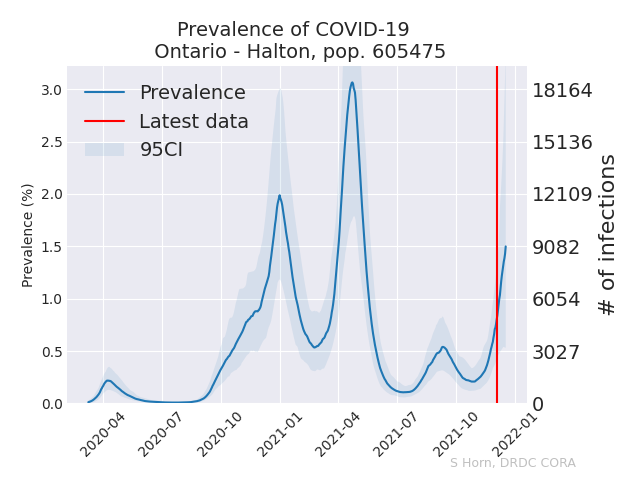 Prevalence of COVID-19
Ontario - Halton, pop. 605475
Prevalence
Latest data
95CI
Prevalence (%)
3.0
2.5
2.0
1.5
1.0
0.5
0.0
18164
15136
12109
9082
6054
3027
0
# of infections
2020-04
2020-07
2020-10
2021-01
2021-04
2021-07
2021-10
2022-01
S Horn, DRDC CORA